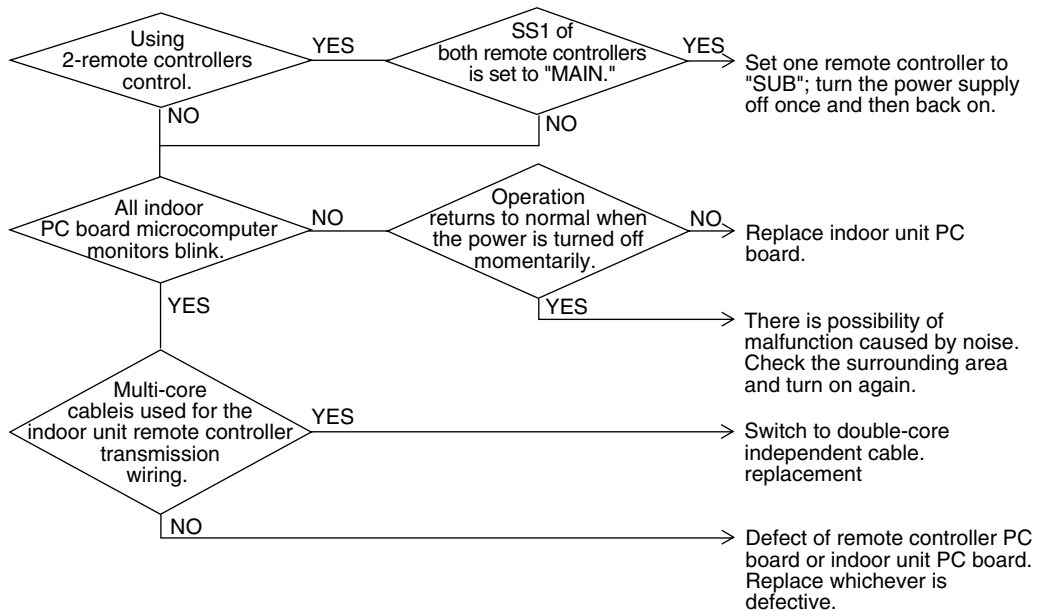 Using
2-remote controllers
control.
YES
SS1 of
both remote controllers
is set to "MAIN."
YES
Set one remote controller to
"SUB"; turn the power supply
off once and then back on.
NO
NO
All indoor
PC board microcomputer
monitors blink.
NO
Operation
returns to normal when
the power is turned off
momentarily.
NO
Replace indoor unit PC
board.
YES
YES
There is possibility of
malfunction caused by noise.
Check the surrounding area
and turn on again.
Multi-core
cableis used for the
indoor unit remote controller
transmission
wiring.
YES
Switch to double-core
independent cable.
replacement
NO
Defect of remote controller PC
board or indoor unit PC board.
Replace whichever is
defective.